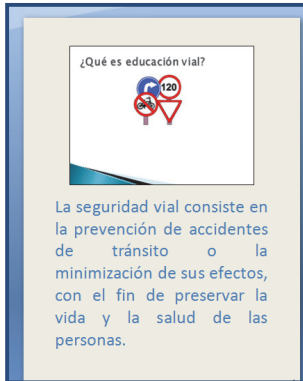 ¿Qué es educación vial?
120
La seguridad vial consiste en
la prevención de accidentes
de tránsito o la
minimización de sus efectos,
con el fin de preservar la
vida y la salud de las
personas.